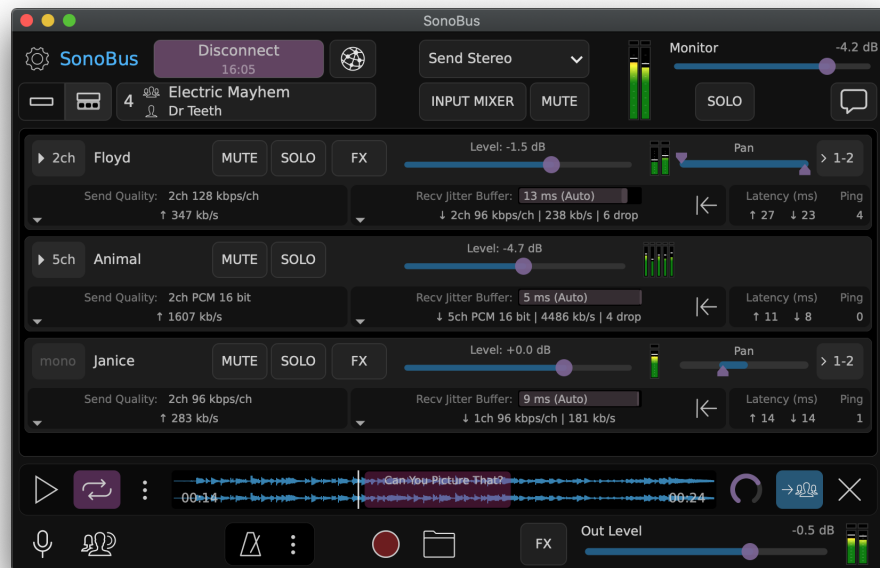 SonoBus
SonoBus
Disconnect
16:05
Send Stereo
Monitor
-4.2 dB
4
Electric Mayhem
Dr Teeth
INPUT MIXER
MUTE
SOLO
2ch
Floyd
MUTE
SOLO
FX
Level: -1.5 dB
Pan
> 1-2
Send Quality: 2ch 128 kbps/ch
↑ 347 kb/s
Recv Jitter Buffer: 13 ms (Auto)
↓ 2ch 96 kbps/ch | 238 kb/s | 6 drop
Latency (ms) Ping
↑ 27 ↓ 23 4
5ch
Animal
MUTE
SOLO
Level: -4.7 dB
Send Quality: 2ch PCM 16 bit
↑ 1607 kb/s
Recv Jitter Buffer: 5 ms (Auto)
↓ 5ch PCM 16 bit | 4486 kb/s | 4 drop
Latency (ms) Ping
↑ 11 ↓ 8 0
mono
Janice
MUTE
SOLO
FX
Level: +0.0 dB
Pan
> 1-2
Send Quality: 2ch 96 kbps/ch
↑ 283 kb/s
Recv Jitter Buffer: 9 ms (Auto)
↓ 1ch 96 kbps/ch | 181 kb/s
Latency (ms) Ping
↑ 14 ↓ 14 1
Can You Picture That?
00:14
00:24
FX
Out Level
-0.5 dB